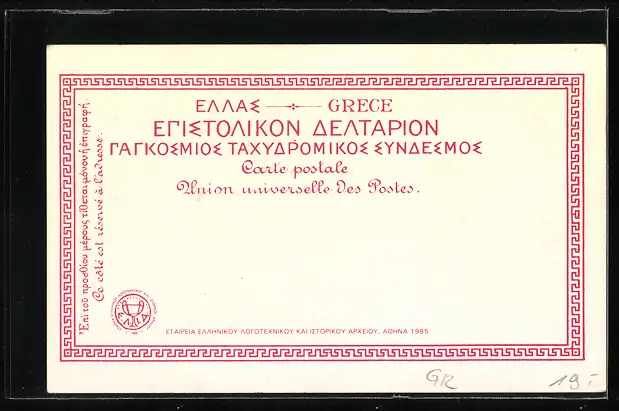 ΕΛΛΑΣ GRECE
ΕΠΙΣΤΟΛΙΚΟΝ ΔΕΛΤΑΡΙΟΝ
ΠΑΓΚΟΣΜΙΟΣ ΤΑΧΥΔΡΟΜΙΚΟΣ ΣΥΝΔΕΣΜΟΣ
Carte postale
Union universelle des Postes.
Ἐπὶ τοῦ προσθίου μέρους τίθεται μόνον ἡ ἐπιγραφή.
Ce côté est réservé à l'adresse.
Ε.Λ.Ι.Α
ΕΤΑΙΡΕΙΑ ΕΛΛΗΝΙΚΟΥ ΛΟΓΟΤΕΧΝΙΚΟΥ ΚΑΙ ΙΣΤΟΡΙΚΟΥ ΑΡΧΕΙΟΥ, ΑΘΗΝΑ 1985
GR 19.-